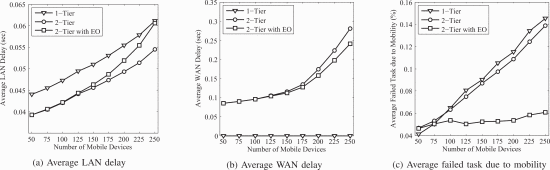 1-Tier
2-Tier
2-Tier with EO
0.065
0.06
0.055
0.05
0.045
0.04
Average LAN Delay (sec)
50 75 100 125 150 175 200 225 250
Number of Mobile Devices
(a) Average LAN delay
1-Tier
2-Tier
2-Tier with EO
0.35
0.3
0.25
0.2
0.15
0.1
0.05
0
Average WAN Delay (sec)
50 75 100 125 150 175 200 225 250
Number of Mobile Devices
(b) Average WAN delay
1-Tier
2-Tier
2-Tier with EO
0.16
0.14
0.12
0.1
0.08
0.06
0.04
Average Failed Task due to Mobility (%)
50 75 100 125 150 175 200 225 250
Number of Mobile Devices
(c) Average failed task due to mobility